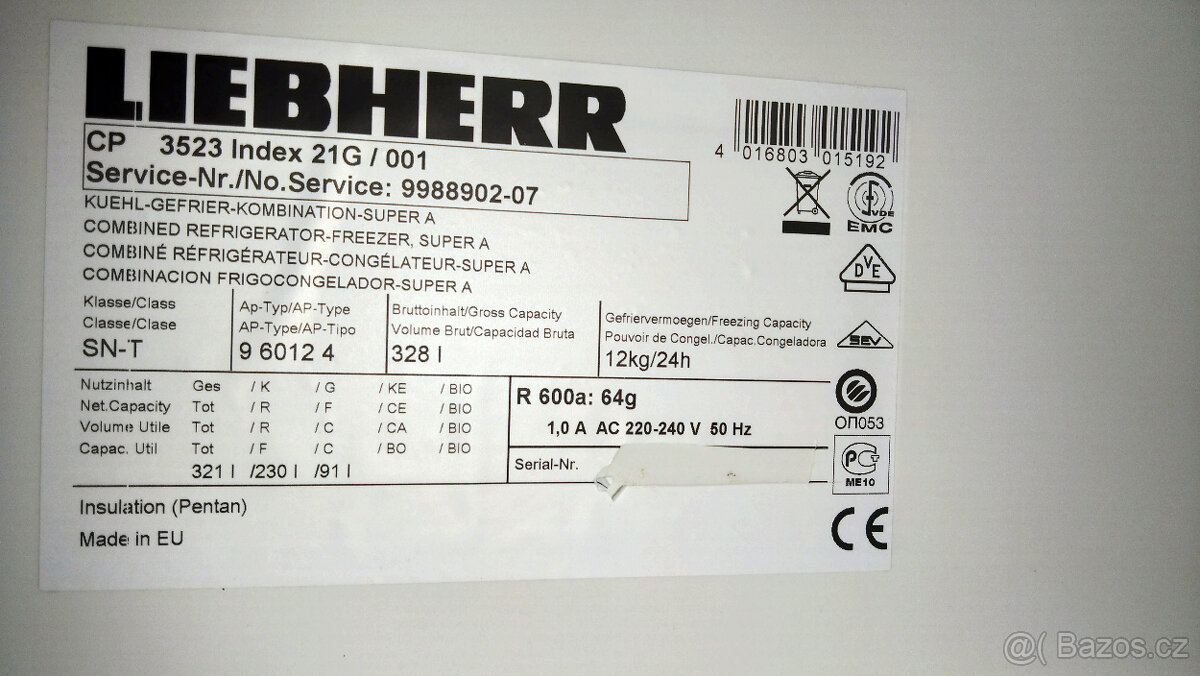 LIEBHERR
CP 3523 Index 21G / 001
Service-Nr./No.Service: 9988902-07
4 016803 015192
KUEHL-GEFRIER-KOMBINATION-SUPER A
COMBINED REFRIGERATOR-FREEZER, SUPER A
COMBINÉ RÉFRIGÉRATEUR-CONGÉLATEUR-SUPER A
COMBINACION FRIGOCONGELADOR-SUPER A
VDE
EMC
DVE
SEV
ОП053
РСТ
ME10
CE
Klasse/Class
Classe/Clase
SN-T
Ap-Typ/AP-Type
AP-Type/AP-Tipo
9 6012 4
Bruttoinhalt/Gross Capacity
Volume Brut/Capacidad Bruta
328 l
Gefriervermoegen/Freezing Capacity
Pouvoir de Congel./Capac.Congeladora
12kg/24h
Nutzinhalt Ges / K / G / KE / BIO
Net.Capacity Tot / R / F / CE / BIO
Volume Utile Tot / R / C / CA / BIO
Capac. Util Tot / F / C / BO / BIO
321 l /230 l /91 l
R 600a: 64g
1,0 A AC 220-240 V 50 Hz
Serial-Nr.
Insulation (Pentan)
Made in EU
@( Bazos.cz